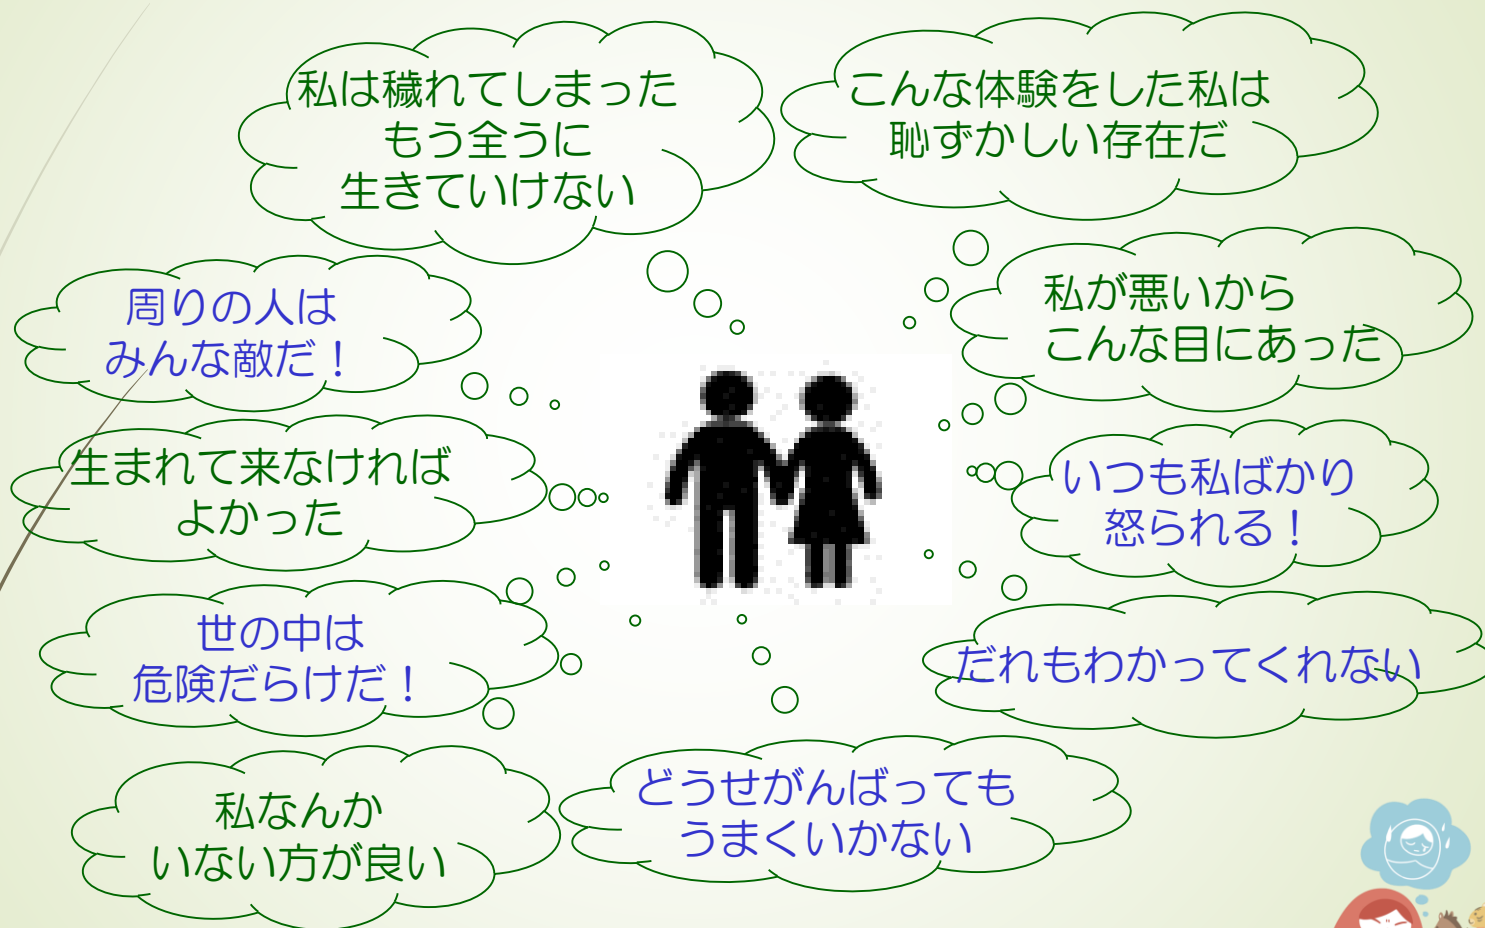 私は穢れてしまった
もう全うに
生きていけない
こんな体験をした私は
恥ずかしい存在だ
周りの人は
みんな敵だ！
私が悪いから
こんな目にあった
生まれて来なければ
よかった
いつも私ばかり
怒られる！
世の中は
危険だらけだ！
だれもわかってくれない
私なんか
いない方が良い
どうせがんばっても
うまくいかない